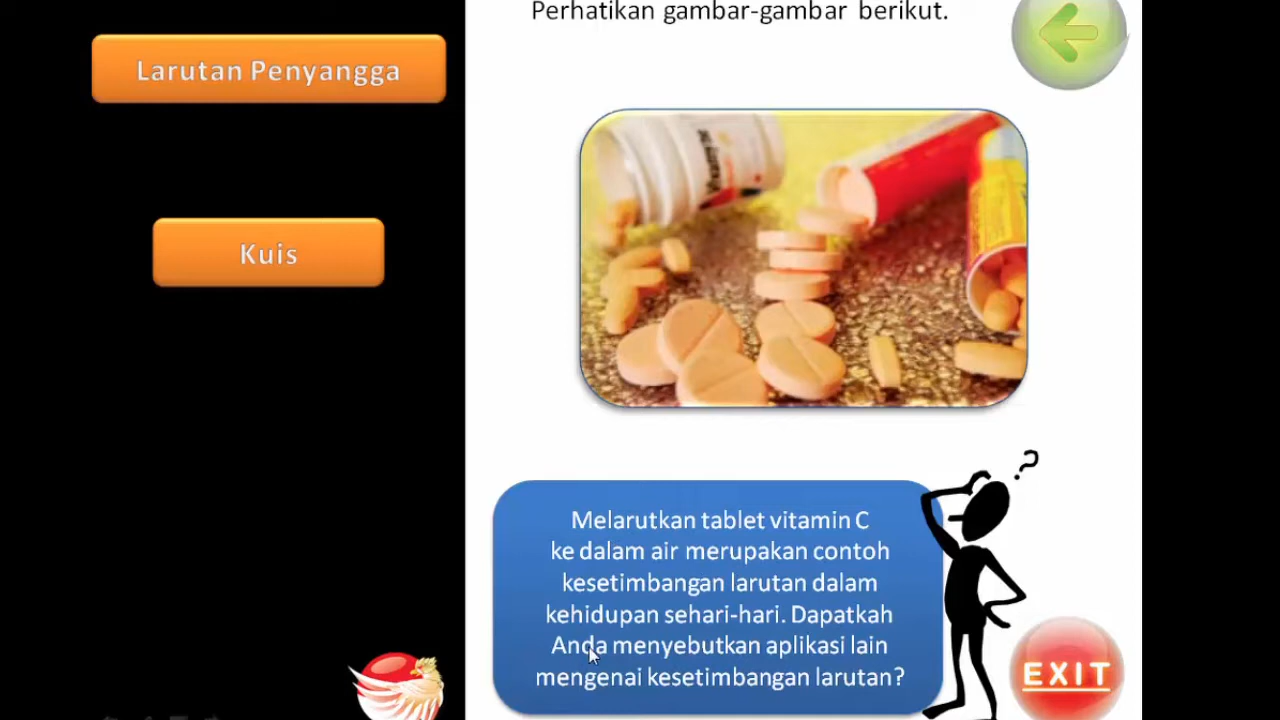 Perhatikan gambar-gambar berikut.
Larutan Penyangga
Kuis
Melarutkan tablet vitamin C
ke dalam air merupakan contoh
kesetimbangan larutan dalam
kehidupan sehari-hari. Dapatkah
Anda menyebutkan aplikasi lain
mengenai kesetimbangan larutan?
?
EXIT